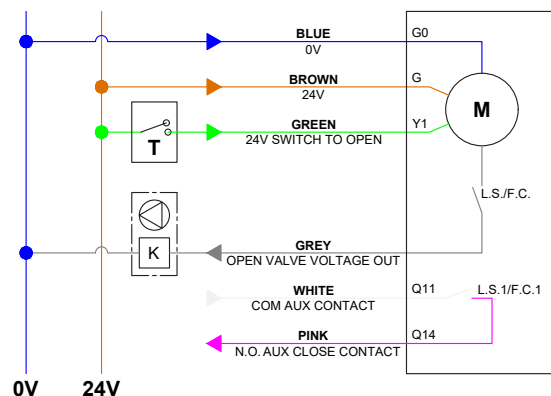 BLUE
G0
0V
BROWN
G
24V
GREEN
Y1
24V SWITCH TO OPEN
T
M
L.S./F.C.
K
GREY
OPEN VALVE VOLTAGE OUT
WHITE
Q11
COM AUX CONTACT
L.S.1/F.C.1
PINK
Q14
N.O. AUX CLOSE CONTACT
0V
24V